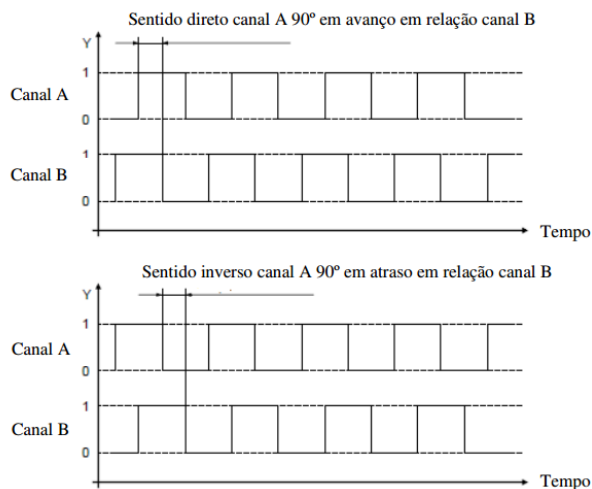 Sentido direto canal A 90º em avanço em relação canal B
Y
1
Canal A
0
1
Canal B
0
Tempo
Sentido inverso canal A 90º em atraso em relação canal B
Y
1
Canal A
0
1
Canal B
0
Tempo